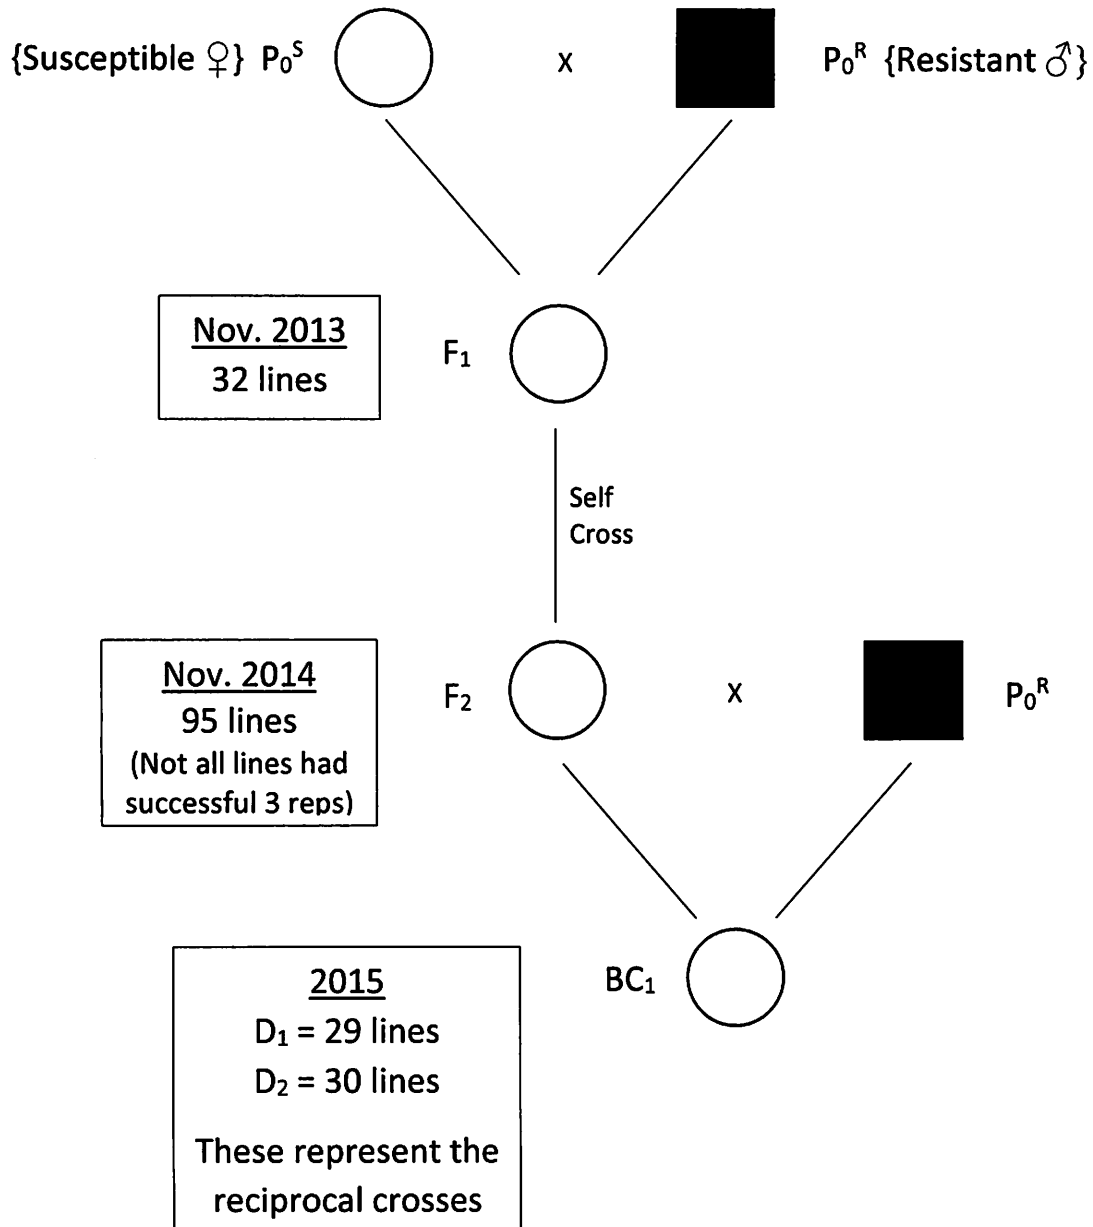 {Susceptible ♀} P₀ˢ x P₀ᴿ {Resistant ♂}
Nov. 2013
32 lines
F₁
Self
Cross
Nov. 2014
95 lines
(Not all lines had
successful 3 reps)
F₂ x P₀ᴿ
BC₁
2015
D₁ = 29 lines
D₂ = 30 lines
These represent the
reciprocal crosses